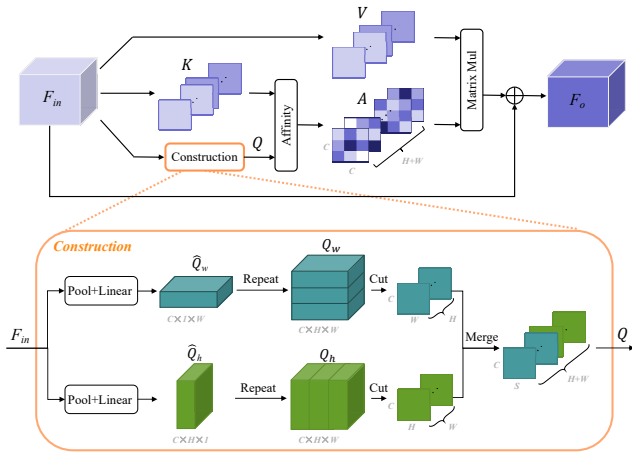 V
K
F_in
A
Q
Affinity
Matrix Mul
F_o
Construction
C
C
H+W
Construction
Q̂_w
Q_w
Pool+Linear
Repeat
Cut
C
W
H
C×1×W
C×H×W
F_in
Merge
Q
Q̂_h
Q_h
C
S
H+W
Pool+Linear
Repeat
Cut
C
H
W
C×H×1
C×H×W